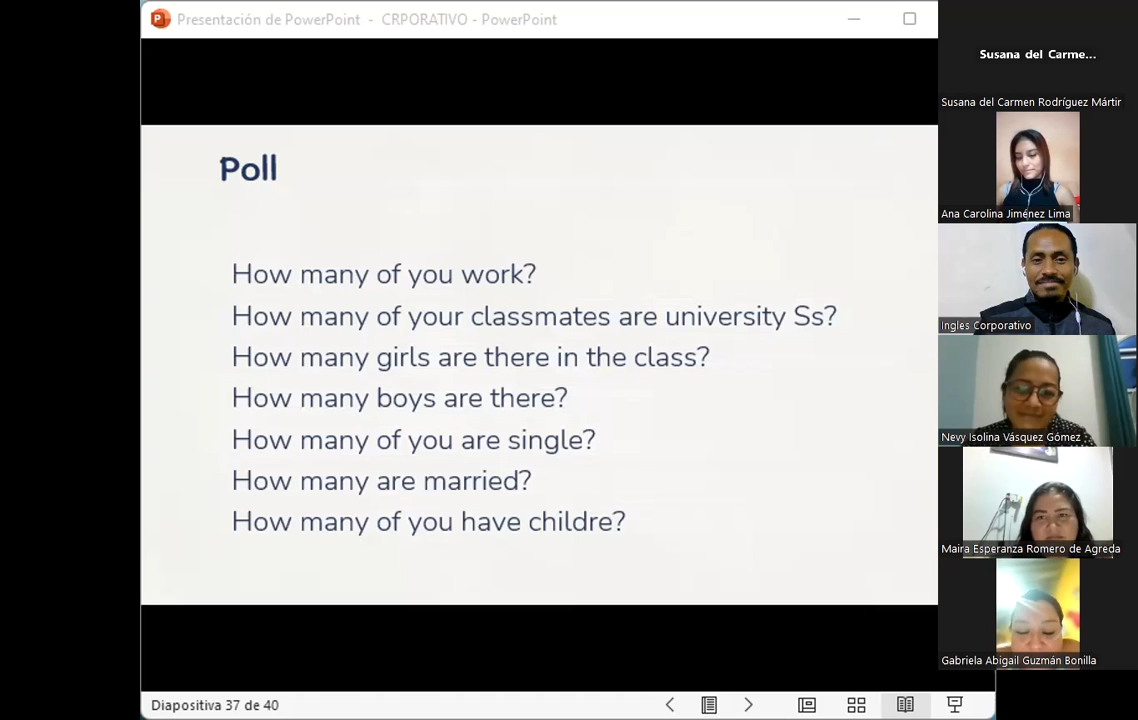 Presentación de PowerPoint - CRPORATIVO - PowerPoint
Poll
How many of you work?
How many of your classmates are university Ss?
How many girls are there in the class?
How many boys are there?
How many of you are single?
How many are married?
How many of you have childre?
Diapositiva 37 de 40
Susana del Carme...
Susana del Carmen Rodríguez Mártir
Ana Carolina Jiménez Lima
Ingles Corporativo
Nevy Isolina Vásquez Gómez
Maira Esperanza Romero de Agreda
Gabriela Abigail Guzmán Bonilla